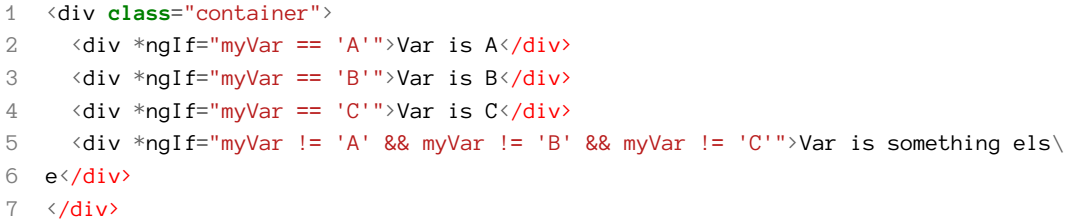 1 <div class="container">
2   <div *ngIf="myVar == 'A'">Var is A</div>
3   <div *ngIf="myVar == 'B'">Var is B</div>
4   <div *ngIf="myVar == 'C'">Var is C</div>
5   <div *ngIf="myVar != 'A' && myVar != 'B' && myVar != 'C'">Var is something els\
6 e</div>
7 </div>